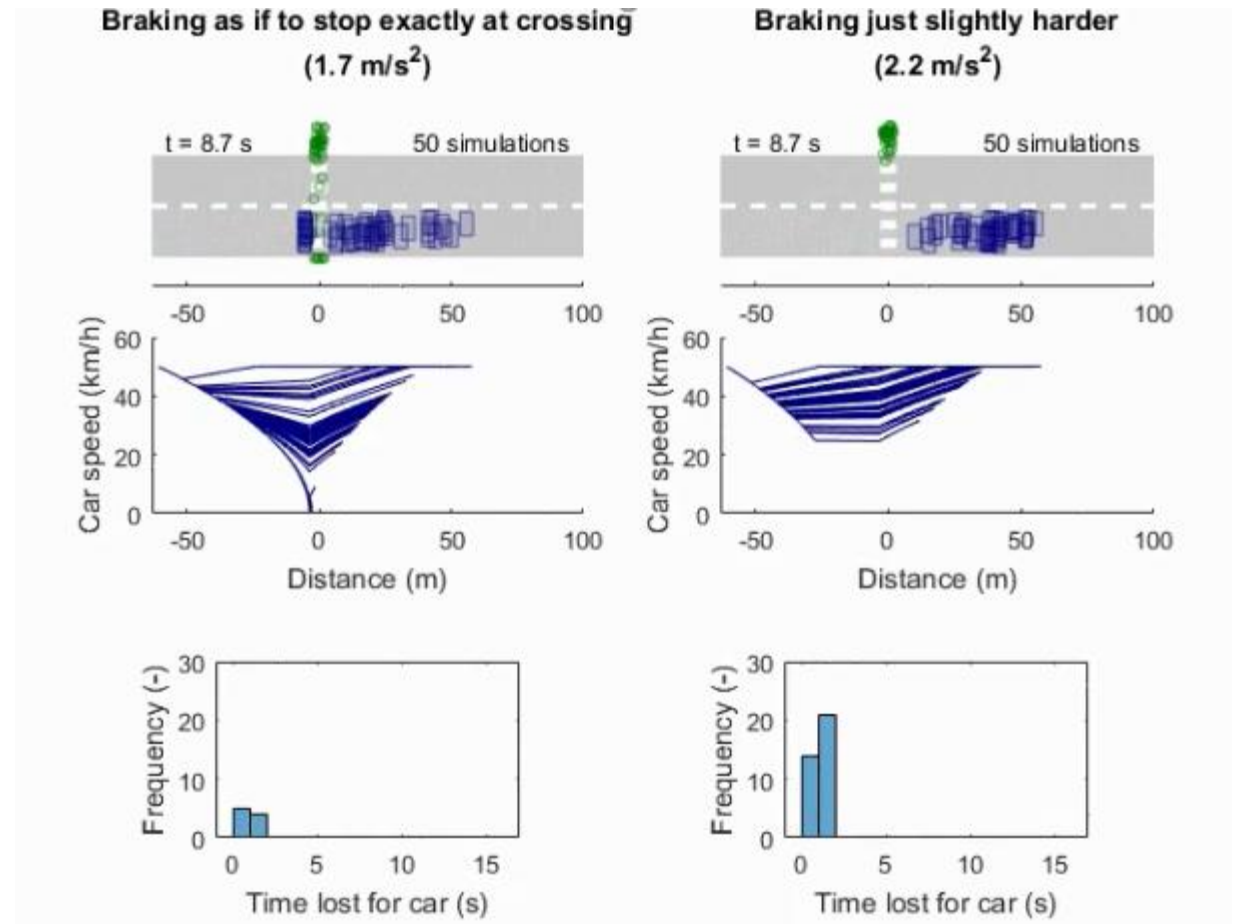 Braking as if to stop exactly at crossing
(1.7 m/s²)
t = 8.7 s 50 simulations
-50 0 50 100
Car speed (km/h)
60
40
20
0
-50 0 50 100
Distance (m)
Frequency (-)
30
20
10
0
0 5 10 15
Time lost for car (s)
Braking just slightly harder
(2.2 m/s²)
t = 8.7 s 50 simulations
-50 0 50 100
Car speed (km/h)
60
40
20
0
-50 0 50 100
Distance (m)
Frequency (-)
30
20
10
0
0 5 10 15
Time lost for car (s)